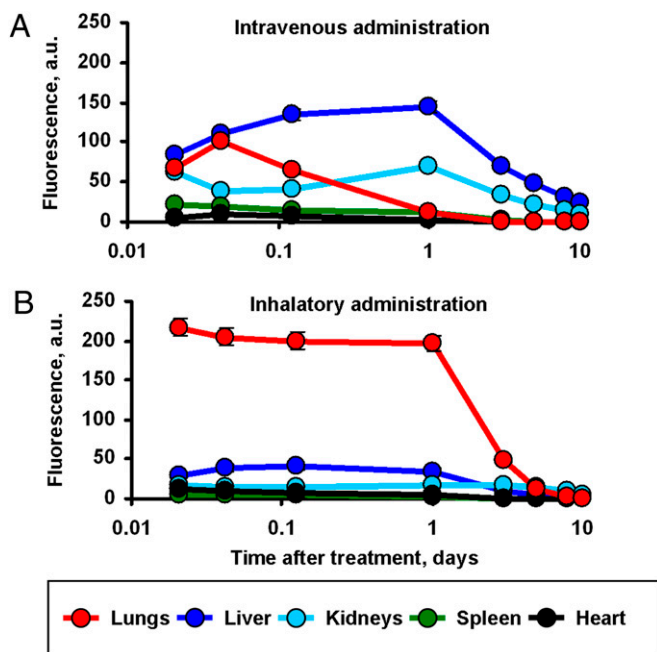 A
Intravenous administration
Fluorescence, a.u.
250
200
150
100
50
0
0.01
0.1
1
10
B
Inhalatory administration
Fluorescence, a.u.
250
200
150
100
50
0
0.01
0.1
1
10
Time after treatment, days
Lungs Liver Kidneys Spleen Heart